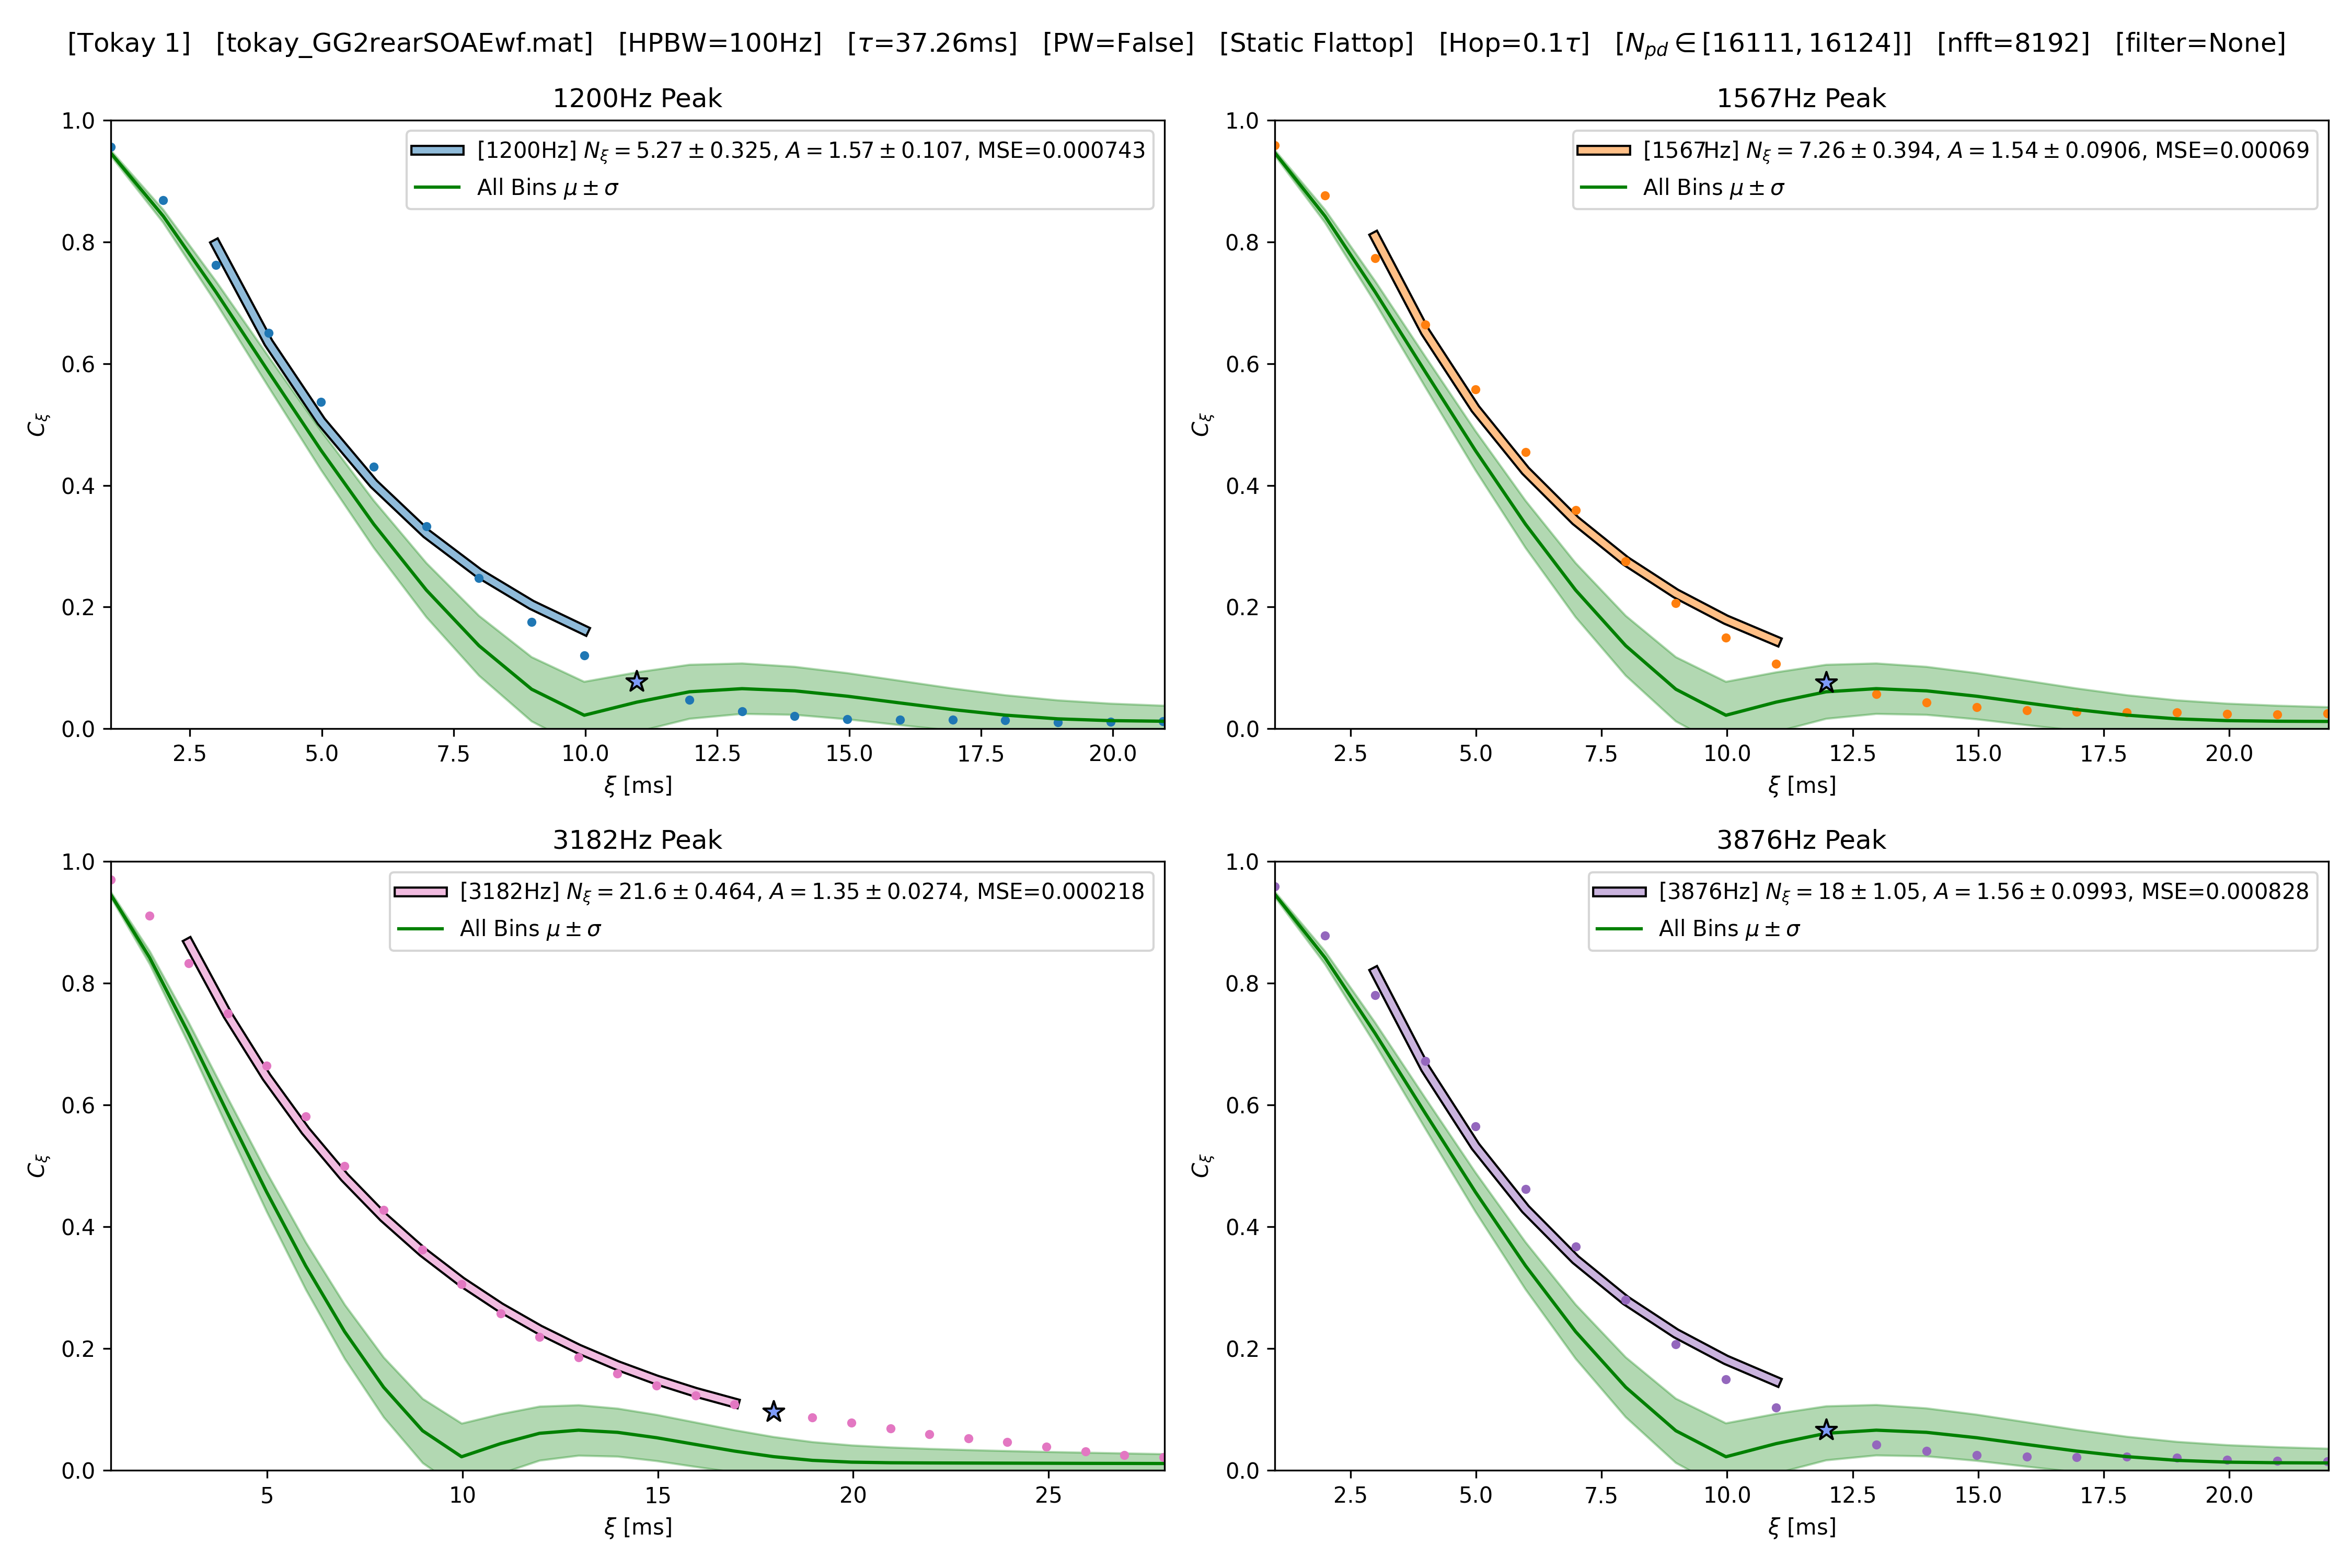 [Tokay 1] [tokay_GG2rearSOAEwf.mat] [HPBW=100Hz] [τ=37.26ms] [PW=False] [Static Flattop] [Hop=0.1τ] [N_pd ∈ [16111, 16124]] [nfft=8192] [filter=None]
1200Hz Peak
[1200Hz] N_ξ = 5.27 ± 0.325, A = 1.57 ± 0.107, MSE=0.000743
All Bins μ ± σ
1.0
0.8
0.6
0.4
0.2
0.0
C_ξ
2.5 5.0 7.5 10.0 12.5 15.0 17.5 20.0
ξ [ms]
1567Hz Peak
[1567Hz] N_ξ = 7.26 ± 0.394, A = 1.54 ± 0.0906, MSE=0.00069
All Bins μ ± σ
1.0
0.8
0.6
0.4
0.2
0.0
C_ξ
2.5 5.0 7.5 10.0 12.5 15.0 17.5 20.0
ξ [ms]
3182Hz Peak
[3182Hz] N_ξ = 21.6 ± 0.464, A = 1.35 ± 0.0274, MSE=0.000218
All Bins μ ± σ
1.0
0.8
0.6
0.4
0.2
0.0
C_ξ
5 10 15 20 25
ξ [ms]
3876Hz Peak
[3876Hz] N_ξ = 18 ± 1.05, A = 1.56 ± 0.0993, MSE=0.000828
All Bins μ ± σ
1.0
0.8
0.6
0.4
0.2
0.0
C_ξ
2.5 5.0 7.5 10.0 12.5 15.0 17.5 20.0
ξ [ms]